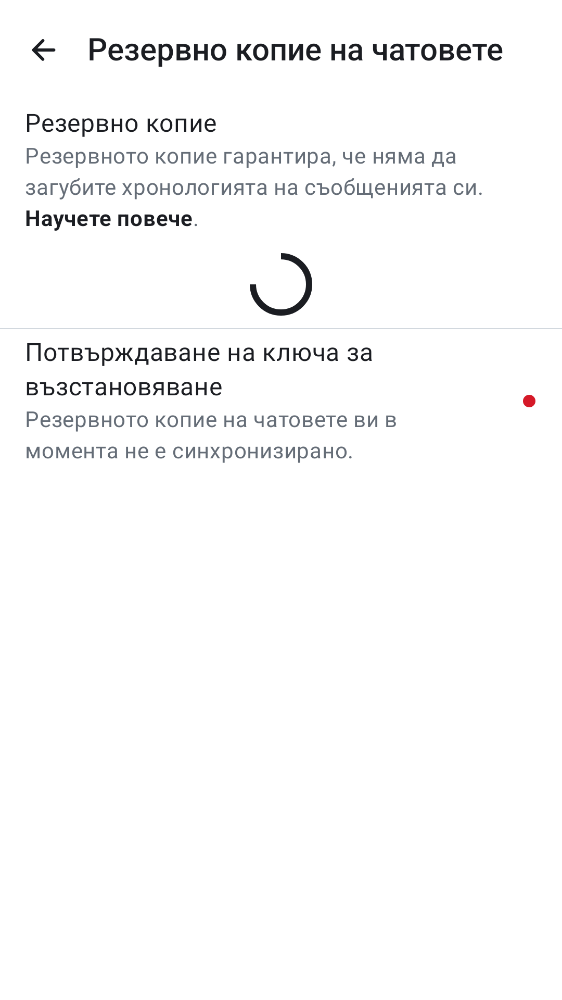 Резервно копие на чатовете
Резервно копие
Резервното копие гарантира, че няма да
загубите хронологията на съобщенията си.
Научете повече.
Потвърждаване на ключа за
възстановяване
Резервното копие на чатовете ви в
момента не е синхронизирано.